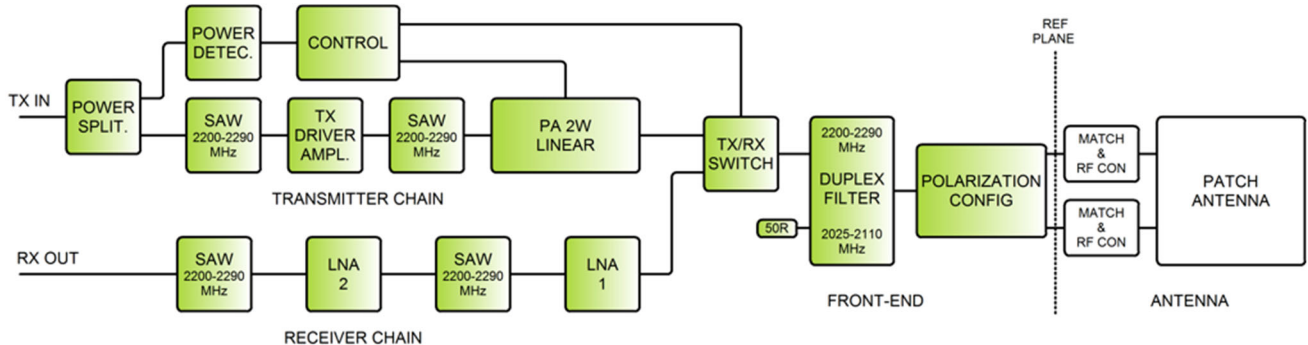 POWER
DETEC.
CONTROL
REF
PLANE
TX IN
POWER
SPLIT.
SAW
2200-2290
MHz
TX
DRIVER
AMPL.
SAW
2200-2290
MHz
PA 2W
LINEAR
TX/RX
SWITCH
2200-2290
MHz
DUPLEX
FILTER
2025-2110
MHz
50R
POLARIZATION
CONFIG
MATCH
&
RF CON
MATCH
&
RF CON
PATCH
ANTENNA
TRANSMITTER CHAIN
RX OUT
SAW
2200-2290
MHz
LNA
2
SAW
2200-2290
MHz
LNA
1
FRONT-END
ANTENNA
RECEIVER CHAIN